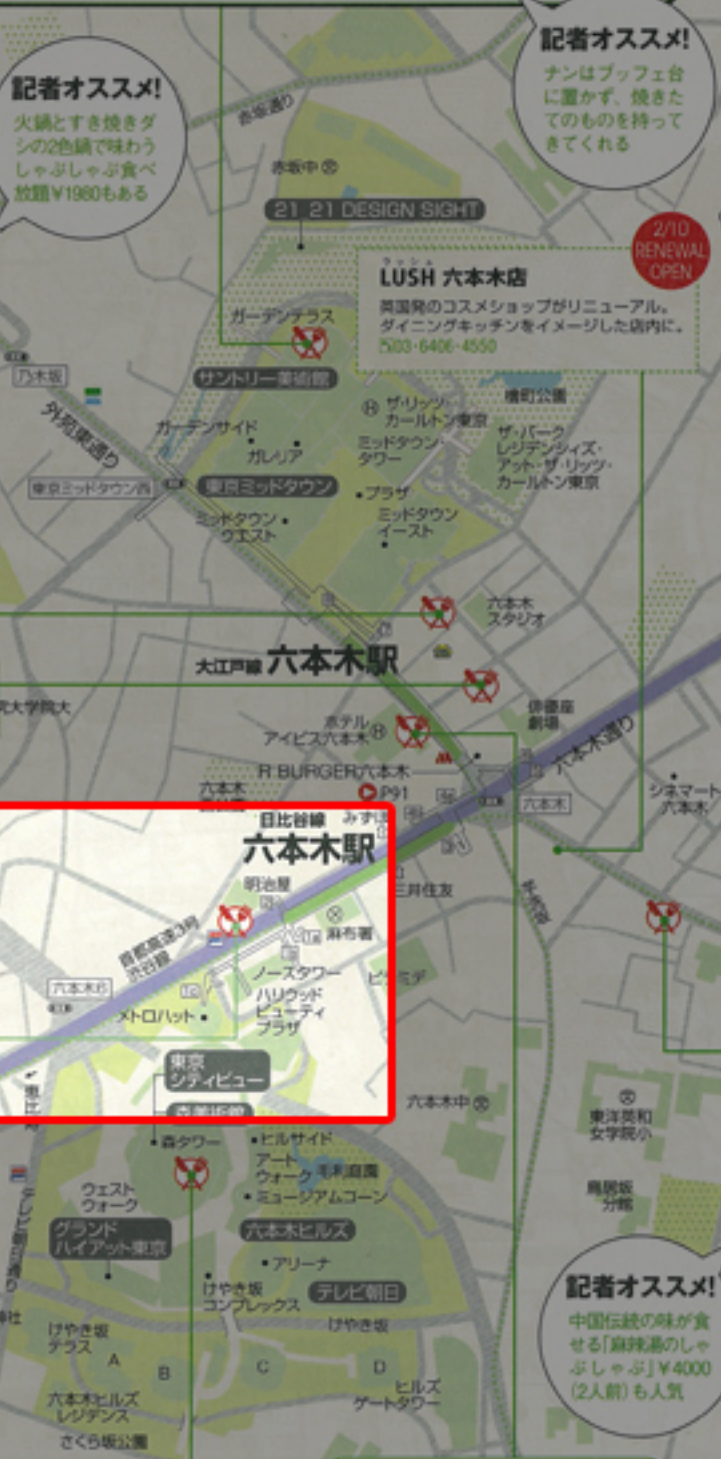 記者オススメ!
火鍋とすき焼きダ
シの2色鍋で味わう
しゃぶしゃぶ食べ
放題¥1980もある
記者オススメ!
ナンはブッフェ台
に置かず、焼きた
てのものを持って
きてくれる
赤坂通り
赤坂中
21_21 DESIGN SIGHT
2/10
RENEWAL
OPEN
ラッシュ
LUSH 六本木店
英国発のコスメショップがリニューアル。
ダイニングキッチンをイメージした店内に。
03・6406・4550
ガーデンテラス
サントリー美術館
乃木坂
外苑東通り
檜町公園
ザ・リッツ・
カールトン東京
ガーデンサイド
ガレリア
ミッドタウン・
タワー
ザ・パーク・
レジデンシィズ・
アット・ザ・リッツ・
カールトン東京
東京ミッドタウン西
東京ミッドタウン
プラザ
ミッドタウン
ウエスト
ミッドタウン
イースト
六本木
スタジオ
大江戸線 六本木駅
大学院大
俳優座
劇場
ホテル
アイビス六本木
六本木通り
R BURGER六本木
P91
六本木
シネマート
六本木
六本木
日比谷線
六本木駅
みずほ
明治屋
三井住友
麻布署
首都高速3号
渋谷線
ノースタワー
六本木6
ハリウッド
ビューティ
プラザ
メトロハット
東京
シティビュー
六本木中
東洋英和
女学院小
森タワー
ヒルサイド
アート
ウォーク
毛利庭園
ミュージアムコーン
ウェスト
ウォーク
グランド
ハイアット東京
六本木ヒルズ
アリーナ
テレビ朝日通り
鳥居坂
分館
けやき坂
コンプレックス
テレビ朝日
けやき坂
けやき坂
テラス
A
B
C
D
六本木ヒルズ
レジデンス
ヒルズ
ゲートタワー
さくら坂公園
記者オススメ!
中国伝統の味が食
せる「麻辣湯のしゃ
ぶしゃぶ」¥4000
(2人前)も人気